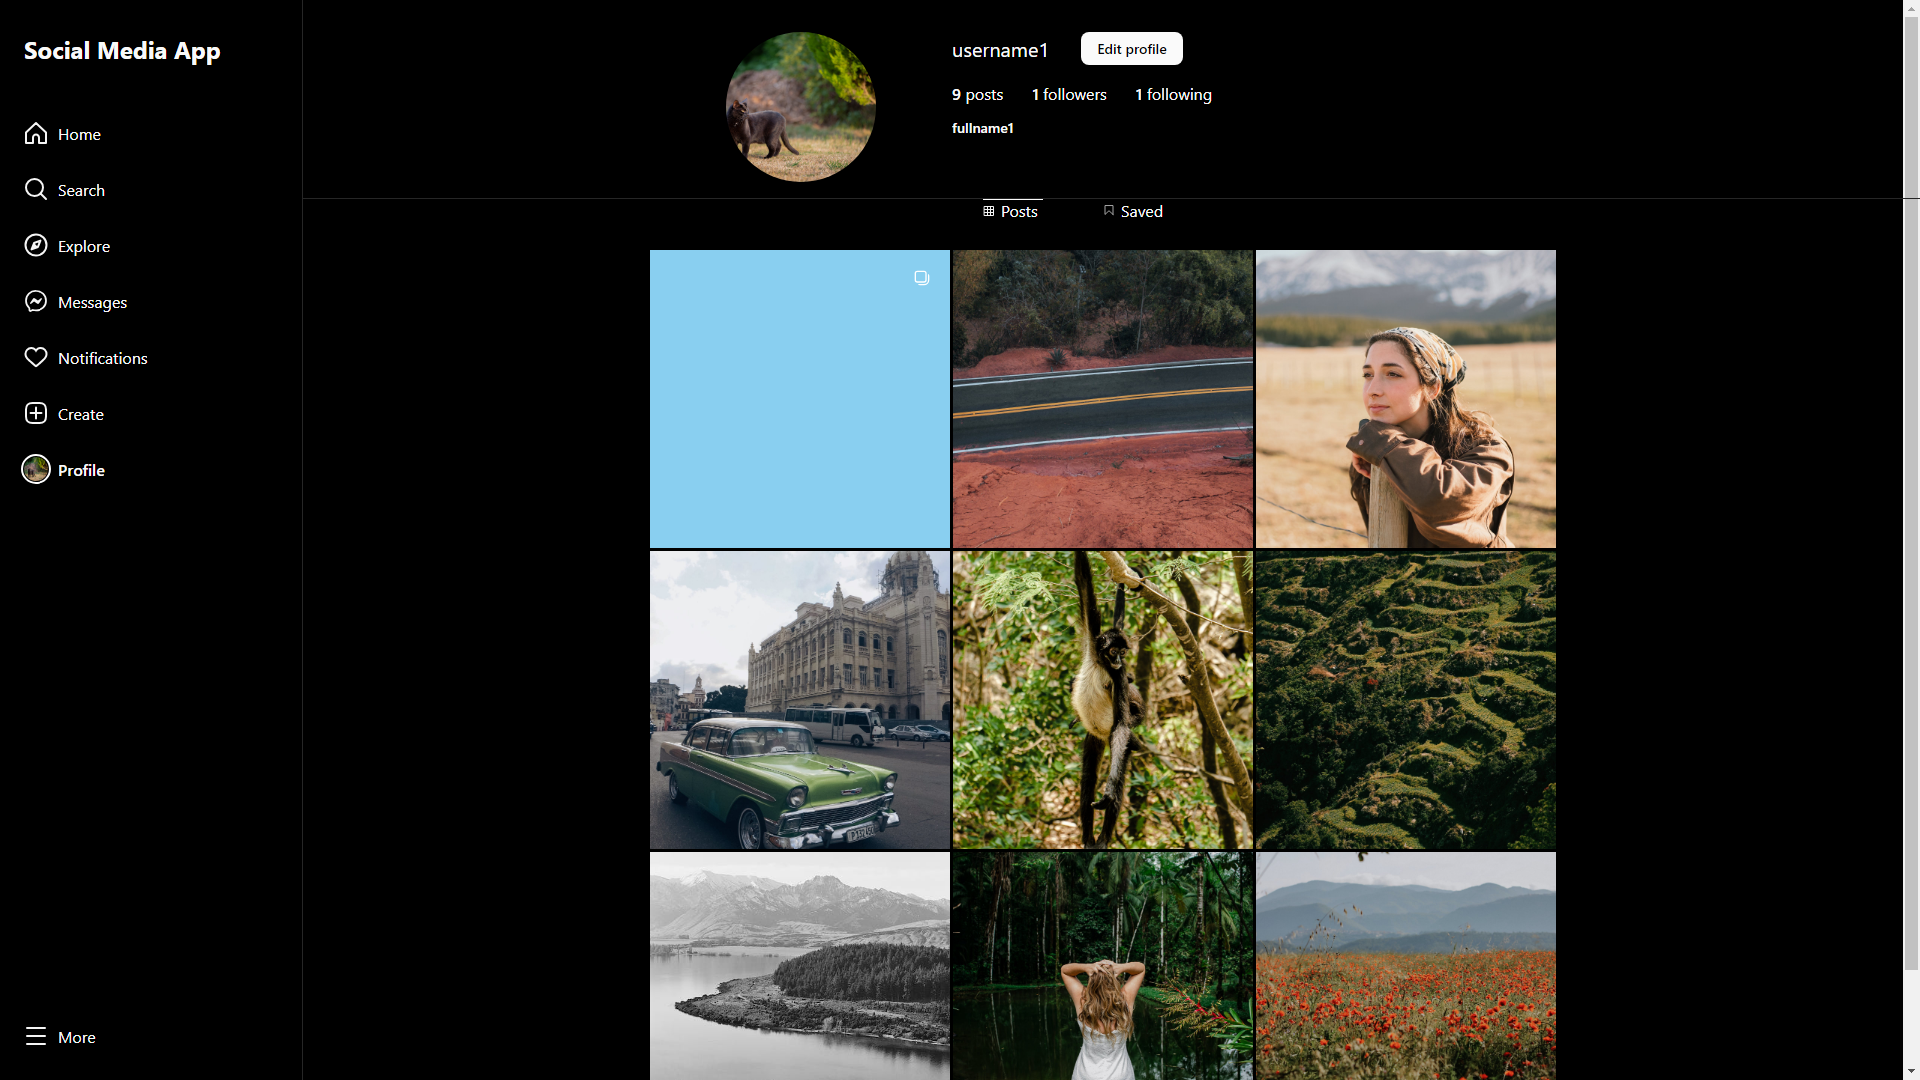 Social Media App
Home
Search
Explore
Messages
Notifications
Create
Profile
More
username1
Edit profile
9 posts 1 followers 1 following
fullname1
Posts Saved